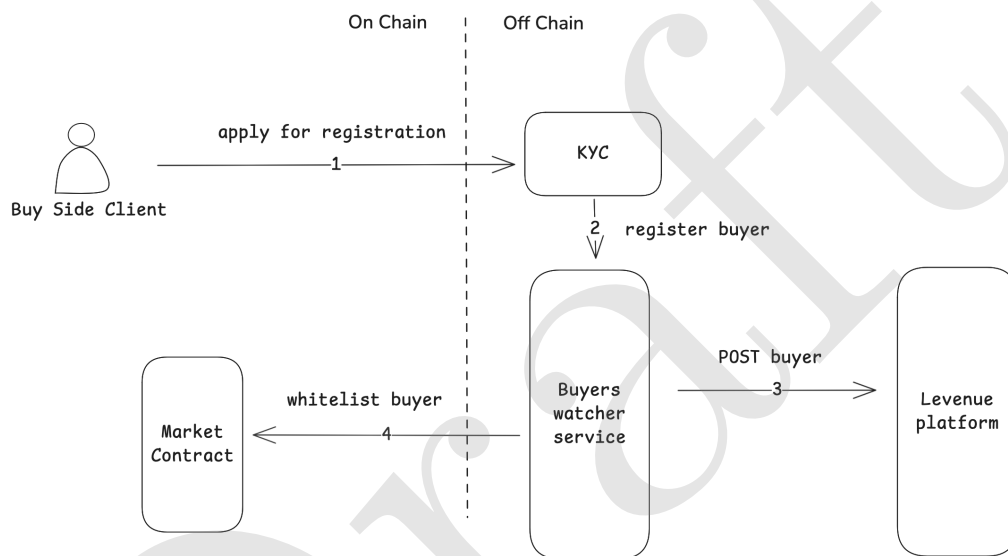 On Chain
Off Chain
apply for registration
1
KYC
Buy Side Client
2
register buyer
POST buyer
3
Buyers
watcher
service
Levenue
platform
whitelist buyer
4
Market
Contract
raft